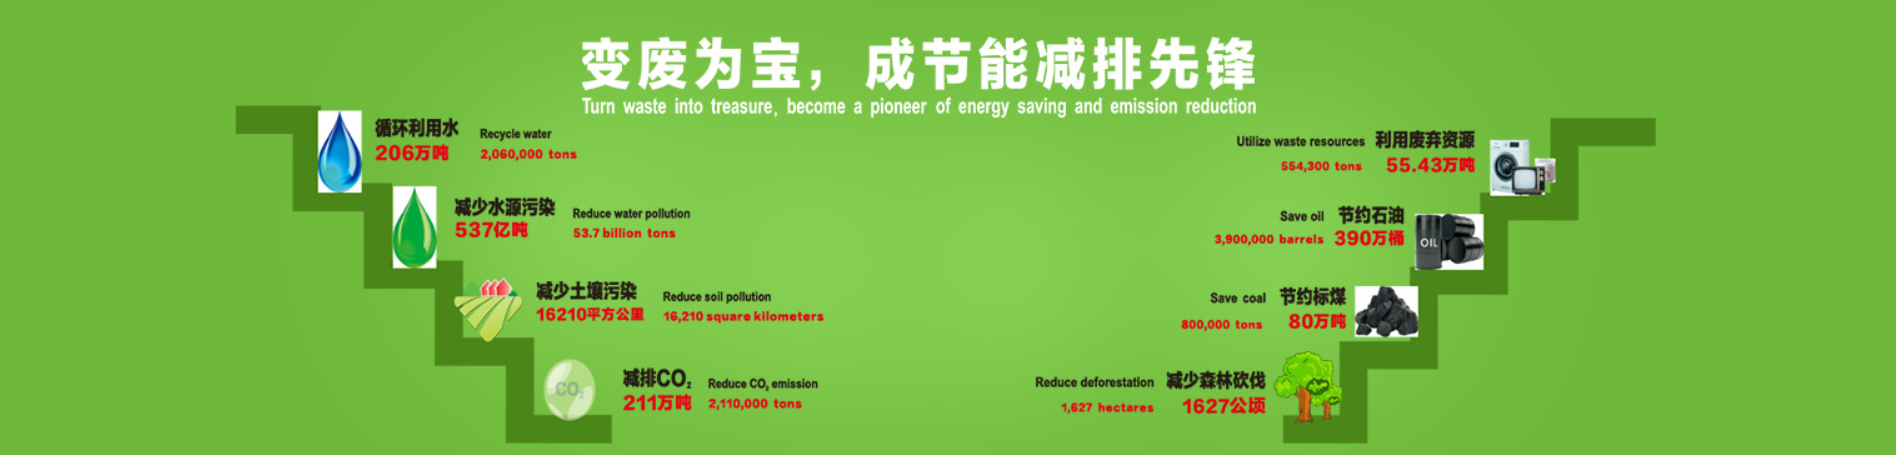 变废为宝，成节能减排先锋
Turn waste into treasure, become a pioneer of energy saving and emission reduction
循环利用水 Recycle water
206万吨 2,060,000 tons
减少水源污染 Reduce water pollution
537亿吨 53.7 billion tons
减少土壤污染 Reduce soil pollution
16210平方公里 16,210 square kilometers
CO₂
减排CO₂ Reduce CO₂ emission
211万吨 2,110,000 tons
Utilize waste resources 利用废弃资源
554,300 tons 55.43万吨
Save oil 节约石油
3,900,000 barrels 390万桶
OIL
Save coal 节约标煤
800,000 tons 80万吨
Reduce deforestation 减少森林砍伐
1,627 hectares 1627公顷